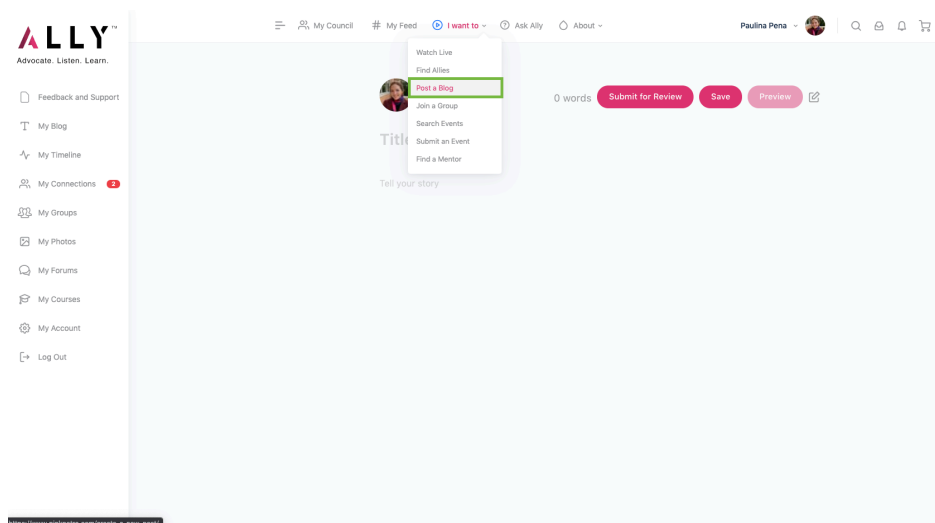 ALLY™
Advocate. Listen. Learn.
My Council
# My Feed
I want to
Ask Ally
About
Paulina Pena
Watch Live
Find Allies
Post a Blog
Join a Group
Search Events
Submit an Event
Find a Mentor
Feedback and Support
My Blog
My Timeline
My Connections 2
My Groups
My Photos
My Forums
My Courses
My Account
Log Out
0 words
Submit for Review
Save
Preview
Tell your story